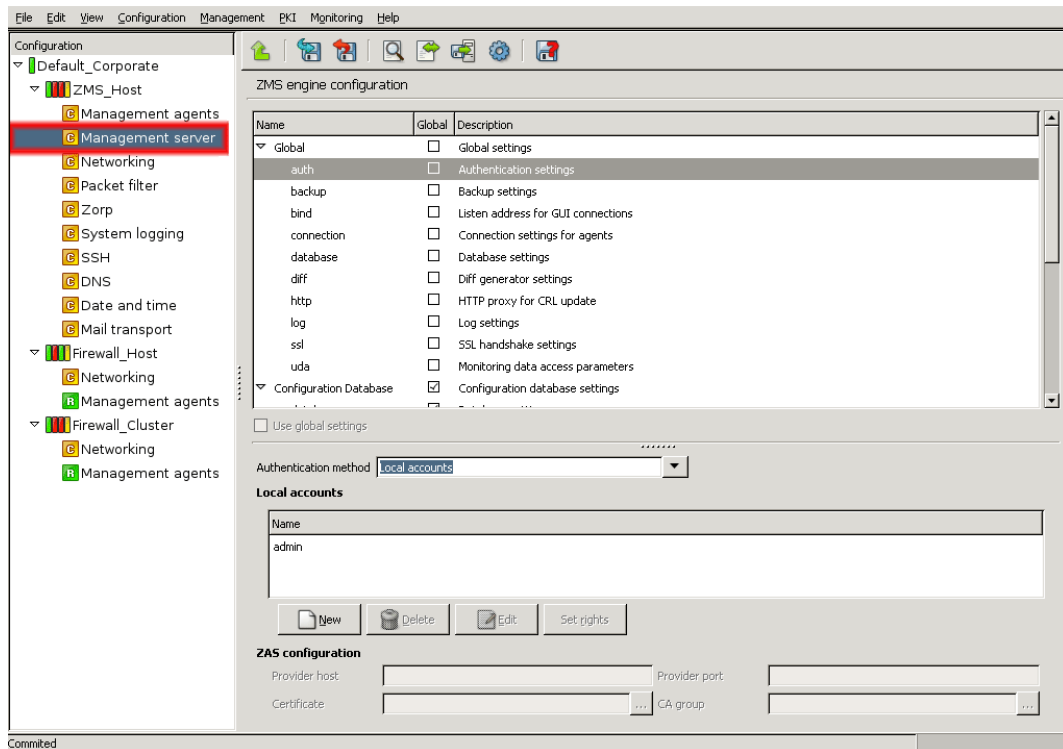 File Edit View Configuration Management PKI Monitoring Help
Configuration
Default_Corporate
ZMS_Host
Management agents
Management server
Networking
Packet filter
Zorp
System logging
SSH
DNS
Date and time
Mail transport
Firewall_Host
Networking
Management agents
Firewall_Cluster
Networking
Management agents
ZMS engine configuration
Name Global Description
Global Global settings
auth Authentication settings
backup Backup settings
bind Listen address for GUI connections
connection Connection settings for agents
database Database settings
diff Diff generator settings
http HTTP proxy for CRL update
log Log settings
ssl SSL handshake settings
uda Monitoring data access parameters
Configuration Database Configuration database settings
Use global settings
Authentication method Local accounts
Local accounts
Name
admin
New Delete Edit Set rights
ZAS configuration
Provider host Provider port
Certificate ... CA group ...
Commited